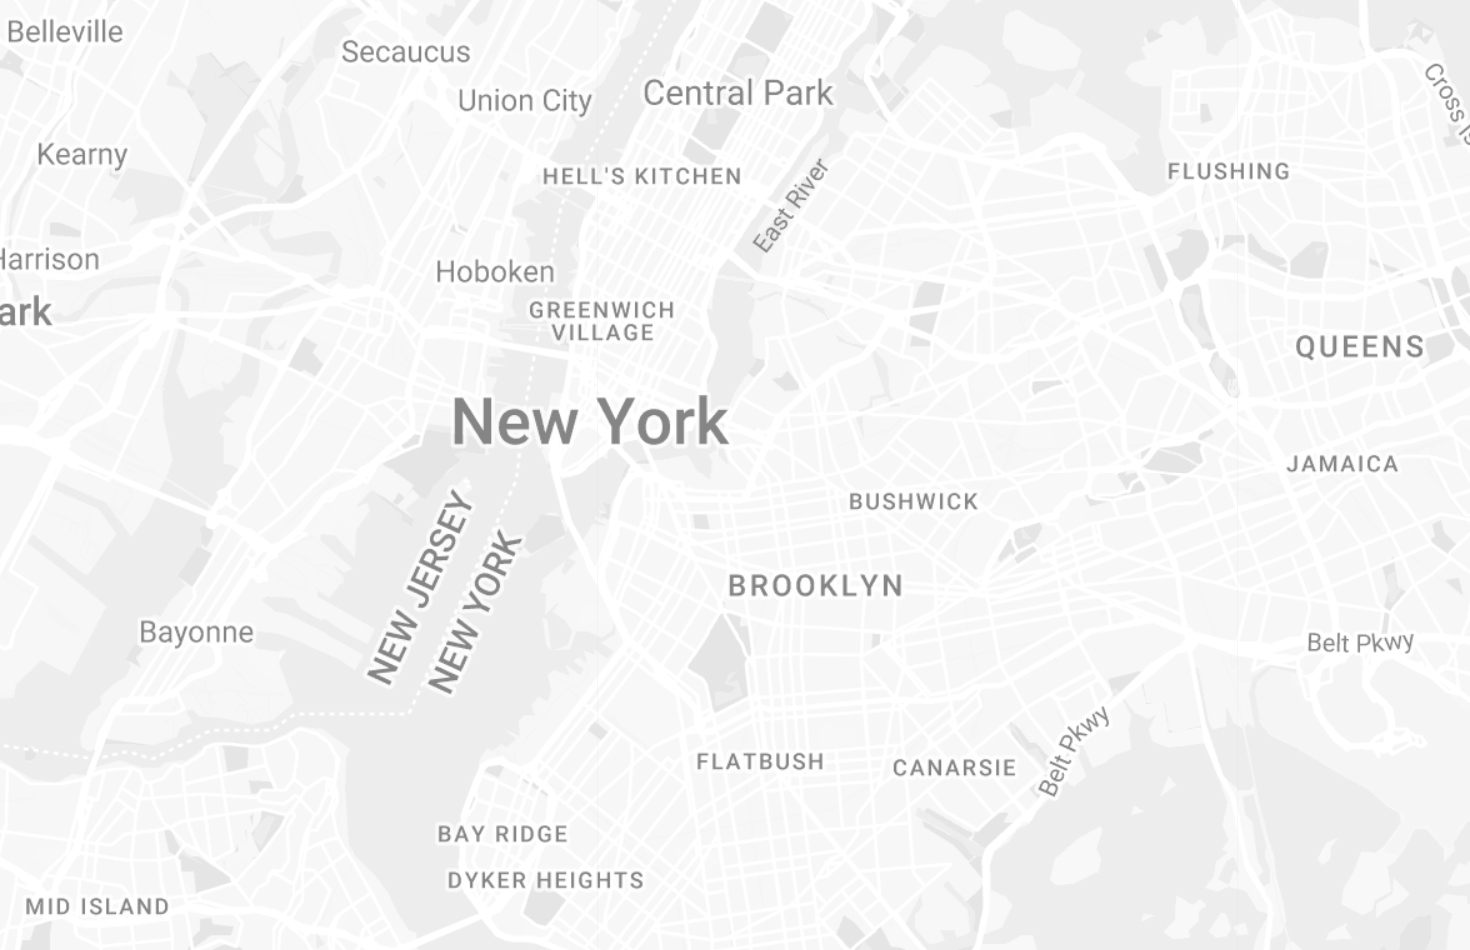 Belleville
Secaucus
Union City
Central Park
Kearny
HELL'S KITCHEN
East River
FLUSHING
Harrison
Hoboken
GREENWICH
VILLAGE
ark
QUEENS
New York
JAMAICA
BUSHWICK
NEW JERSEY
NEW YORK
BROOKLYN
Bayonne
Belt Pkwy
Belt Pkwy
FLATBUSH
CANARSIE
BAY RIDGE
DYKER HEIGHTS
MID ISLAND
Cross